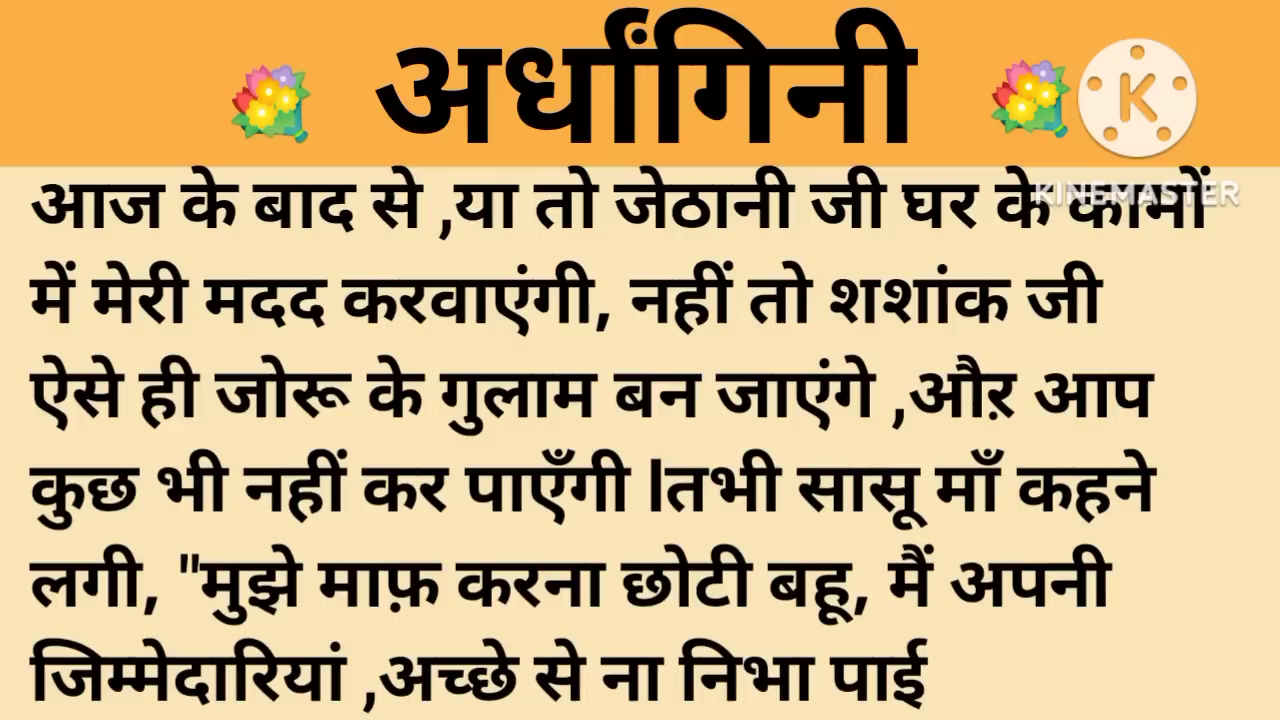 अर्धांगिनी
K
KINEMASTER
आज के बाद से ,या तो जेठानी जी घर के कामों
में मेरी मदद करवाएंगी, नहीं तो शशांक जी
ऐसे ही जोरू के गुलाम बन जाएंगे ,औऱ आप
कुछ भी नहीं कर पाएँगी lतभी सासू माँ कहने
लगी, "मुझे माफ़ करना छोटी बहू, मैं अपनी
जिम्मेदारियां ,अच्छे से ना निभा पाई